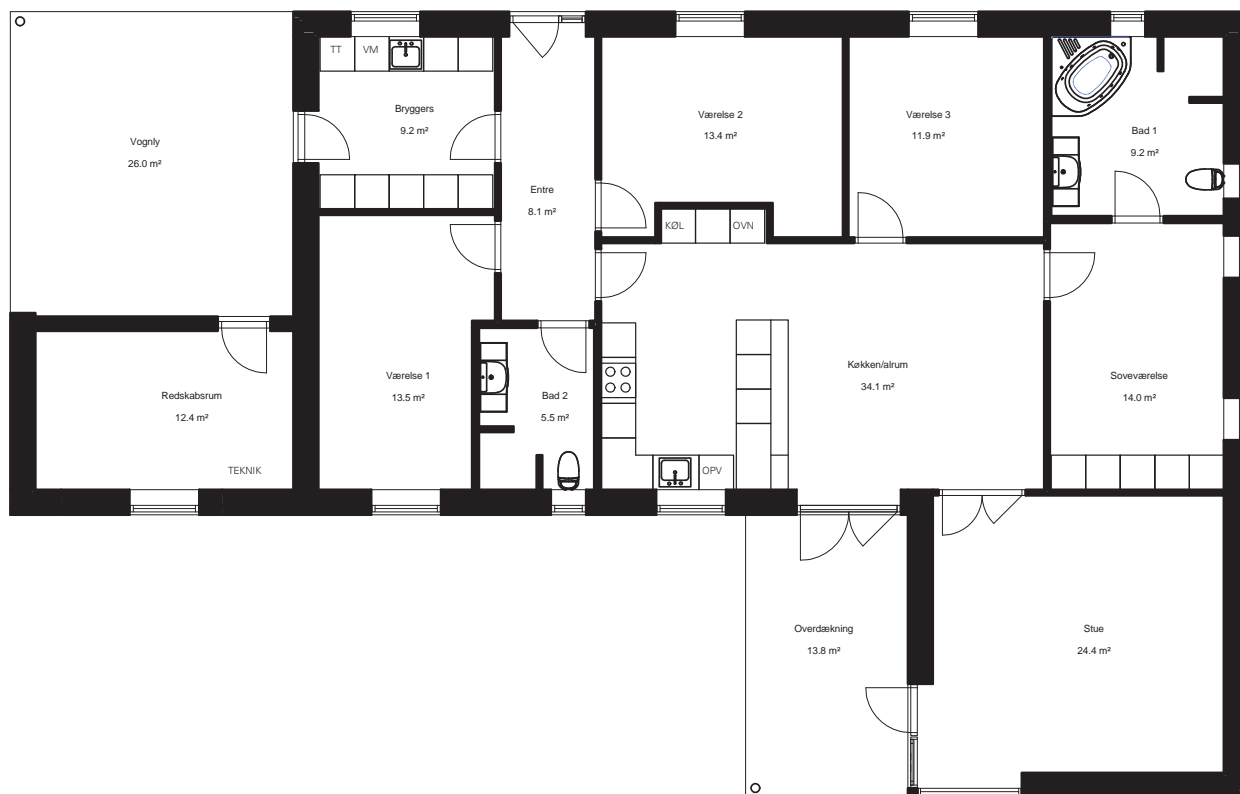 TT
VM
Bryggers
9.2 m²
Vognly
26.0 m²
Entre
8.1 m²
Værelse 2
13.4 m²
Værelse 3
11.9 m²
Bad 1
9.2 m²
KØL
OVN
Redskabsrum
12.4 m²
TEKNIK
Værelse 1
13.5 m²
Bad 2
5.5 m²
Køkken/alrum
34.1 m²
OPV
Soveværelse
14.0 m²
Overdækning
13.8 m²
Stue
24.4 m²